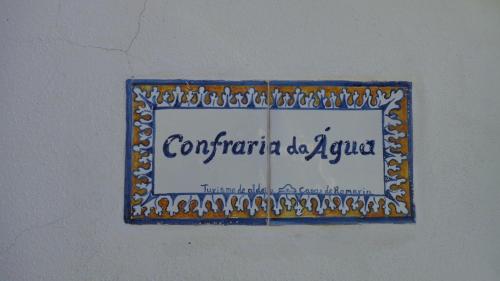 Confraria da Água
Turismo de aldeia Casas de Romaria